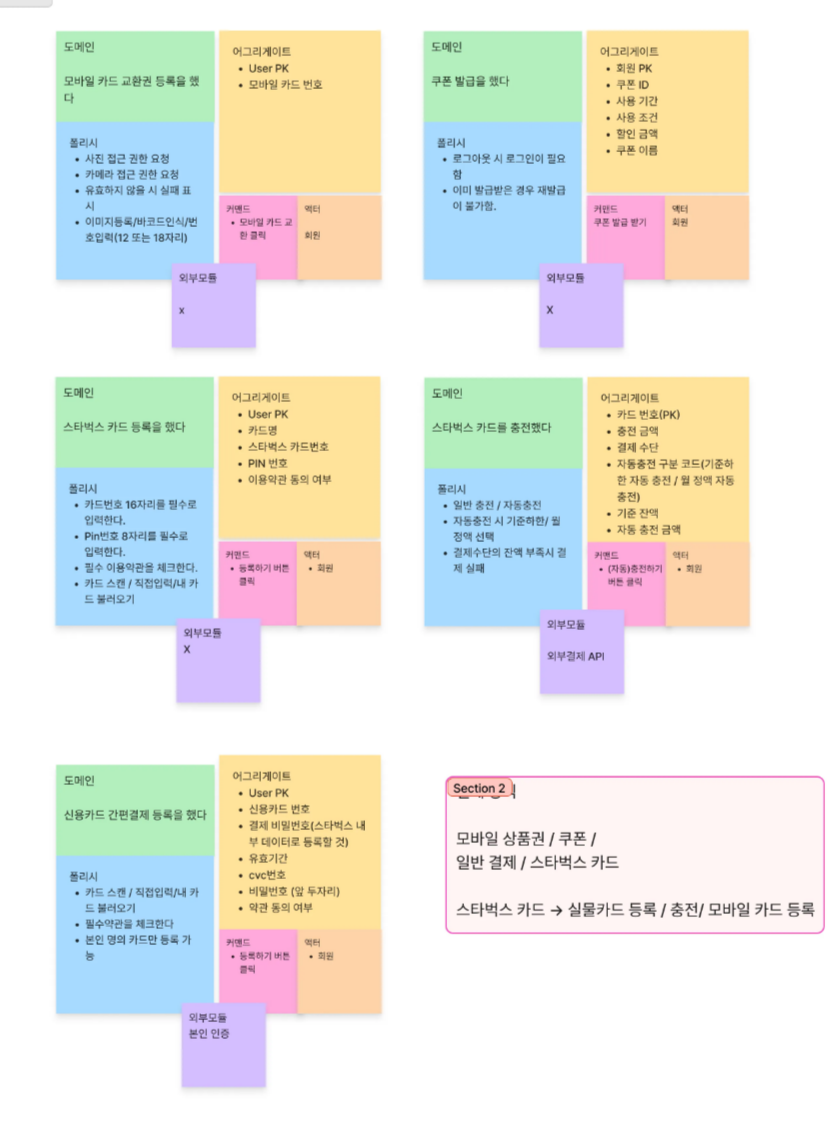 도메인
모바일 카드 교환권 등록을 했
다
어그리게이트
• User PK
• 모바일 카드 번호
폴리시
• 사진 접근 권한 요청
• 카메라 접근 권한 요청
• 유효하지 않을 시 실패 표
시
• 이미지등록/바코드인식/번
호입력(12 또는 18자리)
커맨드
• 모바일 카드 교
환 클릭
액터
회원
외부모듈
x
도메인
쿠폰 발급을 했다
어그리게이트
• 회원 PK
• 쿠폰 ID
• 사용 기간
• 사용 조건
• 할인 금액
• 쿠폰 이름
폴리시
• 로그아웃 시 로그인이 필요
함
• 이미 발급받은 경우 재발급
이 불가함.
커맨드
쿠폰 발급 받기
액터
회원
외부모듈
X
도메인
스타벅스 카드 등록을 했다
어그리게이트
• User PK
• 카드명
• 스타벅스 카드번호
• PIN 번호
• 이용약관 동의 여부
폴리시
• 카드번호 16자리를 필수로
입력한다.
• Pin번호 8자리를 필수로
입력한다.
• 필수 이용약관을 체크한다.
• 카드 스캔 / 직접입력/내 카
드 불러오기
커맨드
• 등록하기 버튼
클릭
액터
• 회원
외부모듈
X
도메인
스타벅스 카드를 충전했다
어그리게이트
• 카드 번호(PK)
• 충전 금액
• 결제 수단
• 자동충전 구분 코드(기준하
한 자동 충전 / 월 정액 자동
충전)
• 기준 잔액
• 자동 충전 금액
폴리시
• 일반 충전 / 자동충전
• 자동충전 시 기준하한/ 월
정액 선택
• 결제수단의 잔액 부족시 결
제 실패
커맨드
• (자동)충전하기
버튼 클릭
액터
• 회원
외부모듈
외부결제 API
도메인
신용카드 간편결제 등록을 했다
어그리게이트
• User PK
• 신용카드 번호
• 결제 비밀번호(스타벅스 내
부 데이터로 등록할 것)
• 유효기간
• cvc번호
• 비밀번호 (앞 두자리)
• 약관 동의 여부
폴리시
• 카드 스캔 / 직접입력/내 카
드 불러오기
• 필수약관을 체크한다
• 본인 명의 카드만 등록 가
능
커맨드
• 등록하기 버튼
클릭
액터
• 회원
외부모듈
본인 인증
Section 2
모바일 상품권 / 쿠폰 /
일반 결제 / 스타벅스 카드
스타벅스 카드 → 실물카드 등록 / 충전/ 모바일 카드 등록